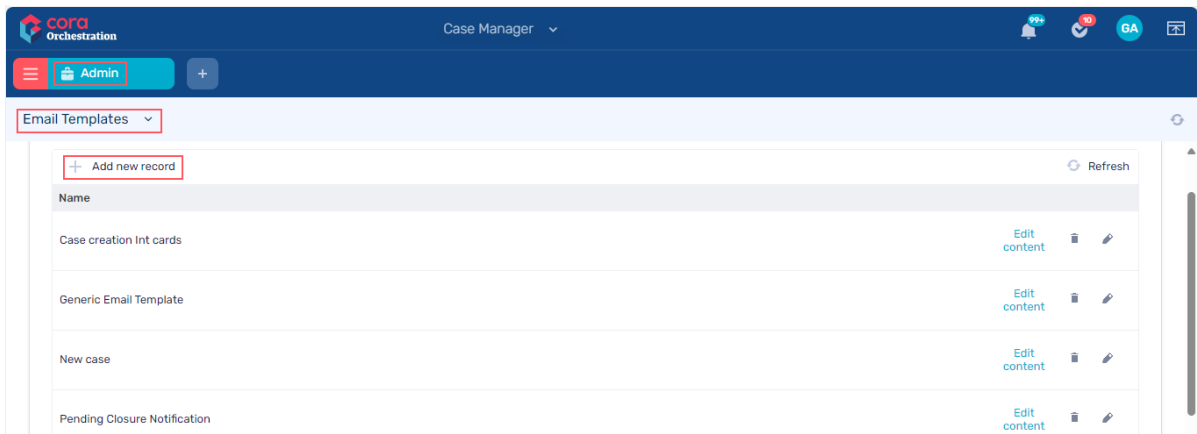 cora
Orchestration
Case Manager
99+
10
GA
Admin
+
Email Templates
Add new record
Refresh
Name
Case creation Int cards
Edit
content
Generic Email Template
Edit
content
New case
Edit
content
Pending Closure Notification
Edit
content